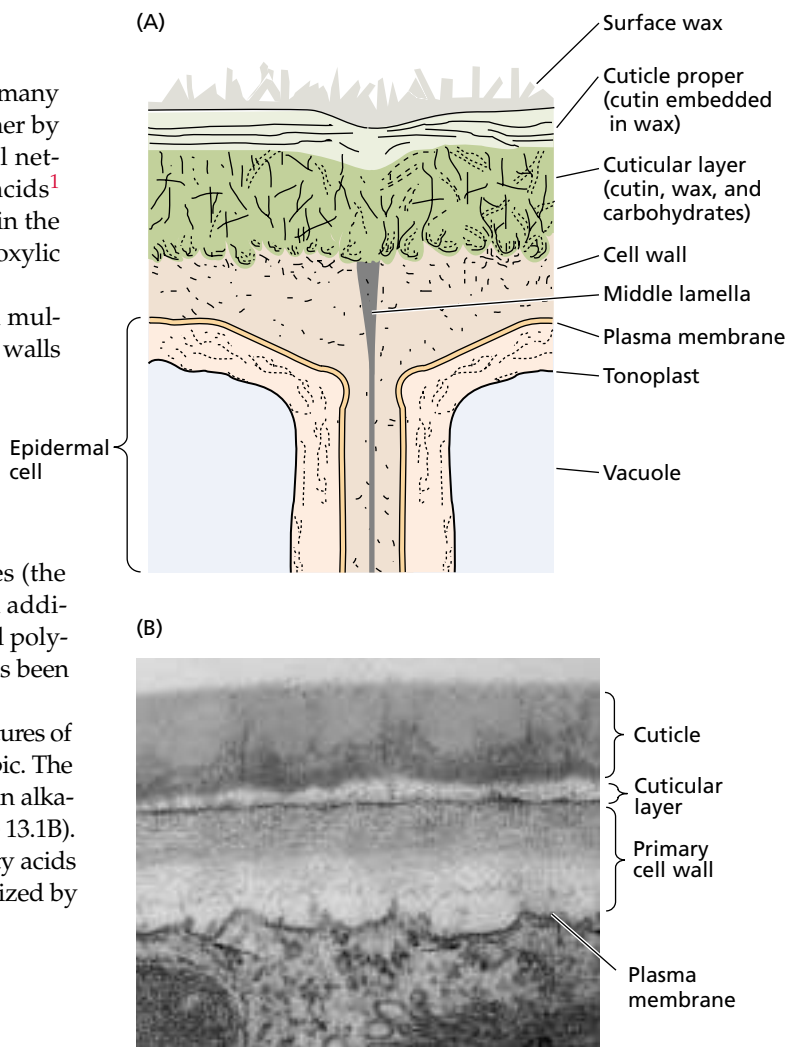 many
her by
l net-
acids1
in the
oxylic
mul-
walls
es (the
addi-
l poly-
s been
ures of
pic. The
n alka-
13.1B).
cy acids
ized by
(A)
Surface wax
Cuticle proper
(cutin embedded
in wax)
Cuticular layer
(cutin, wax, and
carbohydrates)
Cell wall
Middle lamella
Plasma membrane
Tonoplast
Epidermal
cell
Vacuole
(B)
Cuticle
Cuticular
layer
Primary
cell wall
Plasma
membrane